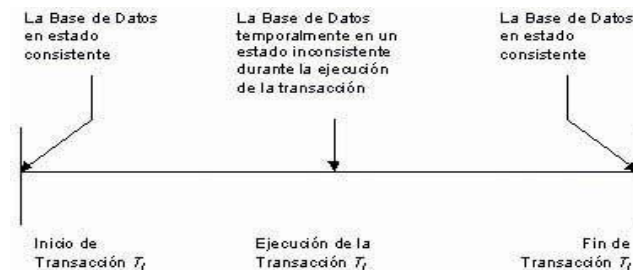 La Base de Datos
en estado
consistente
La Base de Datos
temporalmente en un
estado inconsistente
durante la ejecución
de la transacción
La Base de Datos
en estado
consistente
Inicio de
Transacción Tᵢ
Ejecución de la
Transacción Tᵢ
Fin de
Transacción Tᵢ